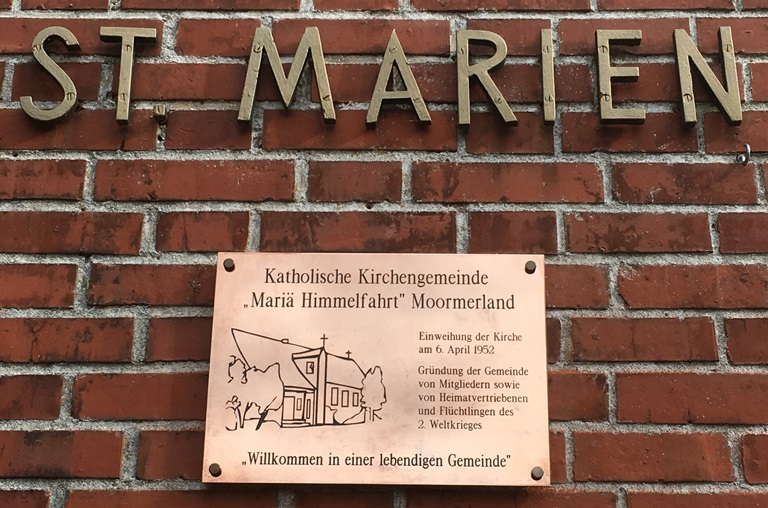 ST. MARIEN
Katholische Kirchengemeinde
„Mariä Himmelfahrt" Moormerland
Einweihung der Kirche
am 6. April 1952
Gründung der Gemeinde
von Mitgliedern sowie
von Heimatvertriebenen
und Flüchtlingen des
2. Weltkrieges
„Willkommen in einer lebendigen Gemeinde"